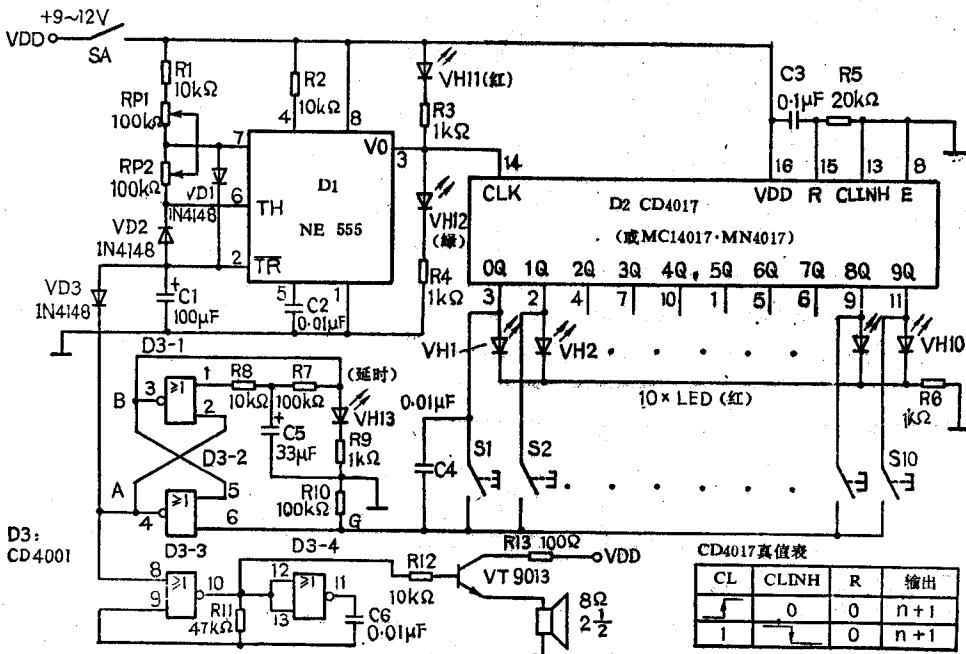 +9~12V
VDD
SA
R1
10kΩ
RP1
100kΩ
RP2
100kΩ
VD1
1N4148
VD2
1N4148
VD3
1N4148
C1
100μF
R2
10kΩ
4
8
7
6
2
5
1
3
V0
D1
TH
NE 555
TR
C2
0.01μF
VH11(红)
R3
1kΩ
VH12
(绿)
R4
1kΩ
C3
0.1μF
R5
20kΩ
14
16
15
13
8
CLK
VDD
R
CLINH
E
D2 CD4017
(或MC14017·MN4017)
0Q 1Q 2Q 3Q 4Q 5Q 6Q 7Q 8Q 9Q
3 2 4 7 10 1 5 6 9 11
VH1
VH2
VH10
10×LED (红)
R6
1kΩ
D3-1
B
3
≥1
1
2
R8
10kΩ
R7
100kΩ
(延时)
VH13
C5
33μF
R9
1kΩ
0.01μF
C4
S1
S2
S10
D3-2
A
4
≥1
5
6
R10
100kΩ
G
D3:
CD4001
D3-3
D3-4
8
9
≥1
10
R11
47kΩ
12
13
≥1
11
C6
0.01μF
R12
10kΩ
VT 9013
R13 100Ω
VDD
8Ω
2 1/2
CD4017真值表
CL CLINH R 输出
0 0 n+1
1 0 n+1